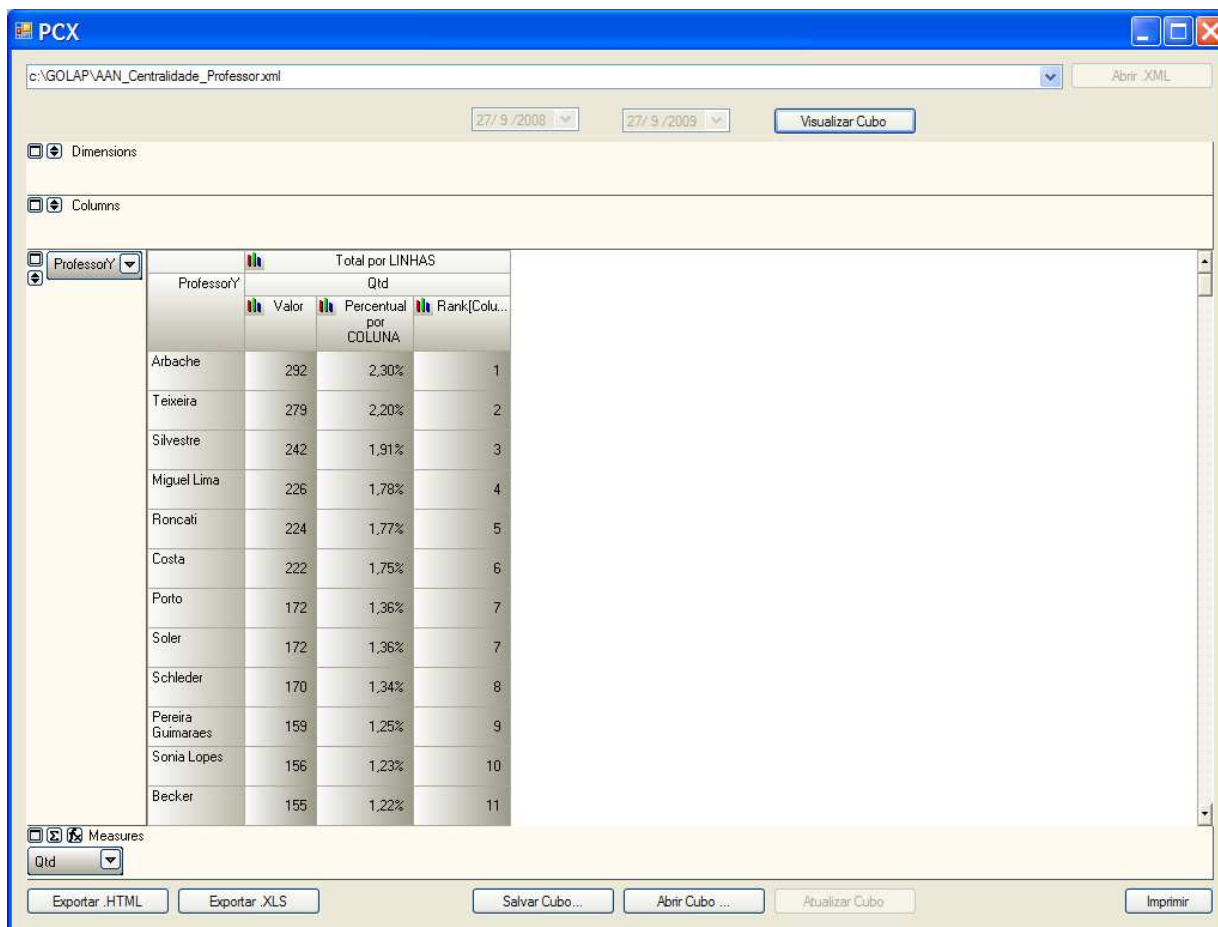 PCX
c:\GOLAP\AAN_Centralidade_Professor.xml
Abrir .XML
27/ 9 /2008
27/ 9 /2009
Visualizar Cubo
Dimensions
Columns
ProfessorY
Total por LINHAS
ProfessorY
Qtd
Valor
Percentual por COLUNA
Rank[Colu...
Arbache 292 2,30% 1
Teixeira 279 2,20% 2
Silvestre 242 1,91% 3
Miguel Lima 226 1,78% 4
Roncati 224 1,77% 5
Costa 222 1,75% 6
Porto 172 1,36% 7
Soler 172 1,36% 7
Schleder 170 1,34% 8
Pereira Guimaraes 159 1,25% 9
Sonia Lopes 156 1,23% 10
Becker 155 1,22% 11
Measures
Qtd
Exportar .HTML
Exportar .XLS
Salvar Cubo...
Abrir Cubo ...
Atualizar Cubo
Imprimir